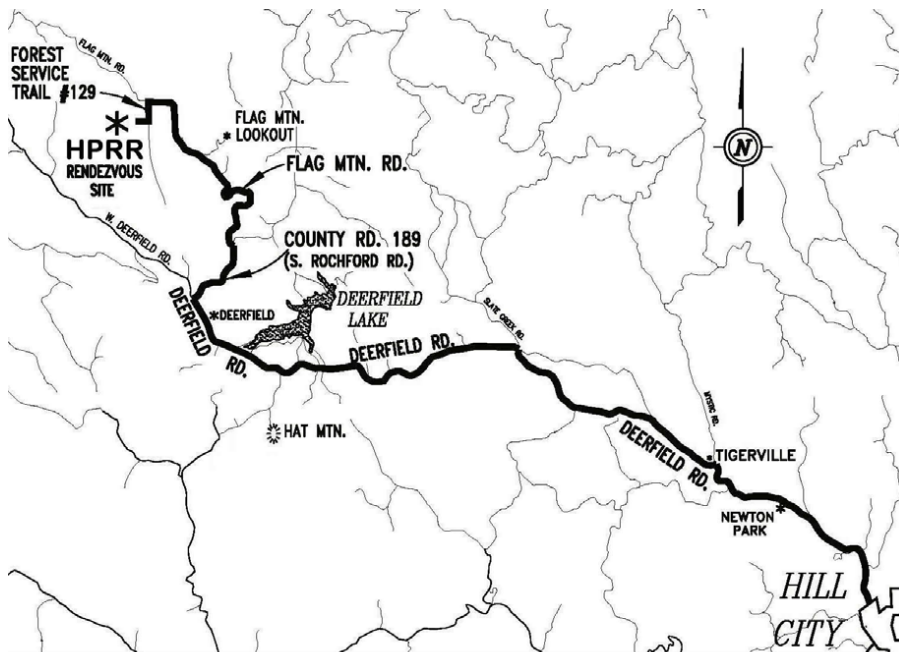 FLAG MTN. RD.
FOREST
SERVICE
TRAIL #129
HPRR
RENDEZVOUS
SITE
FLAG MTN.
LOOKOUT
FLAG MTN. RD.
N
W. DEERFIELD RD.
COUNTY RD. 189
(S. ROCHFORD RD.)
DEERFIELD
RD.
DEERFIELD
DEERFIELD
LAKE
DEERFIELD RD.
SLATE CREEK RD.
HAT MTN.
MYSTIC RD.
DEERFIELD
RD.
TIGERVILLE
NEWTON
PARK
HILL
CITY